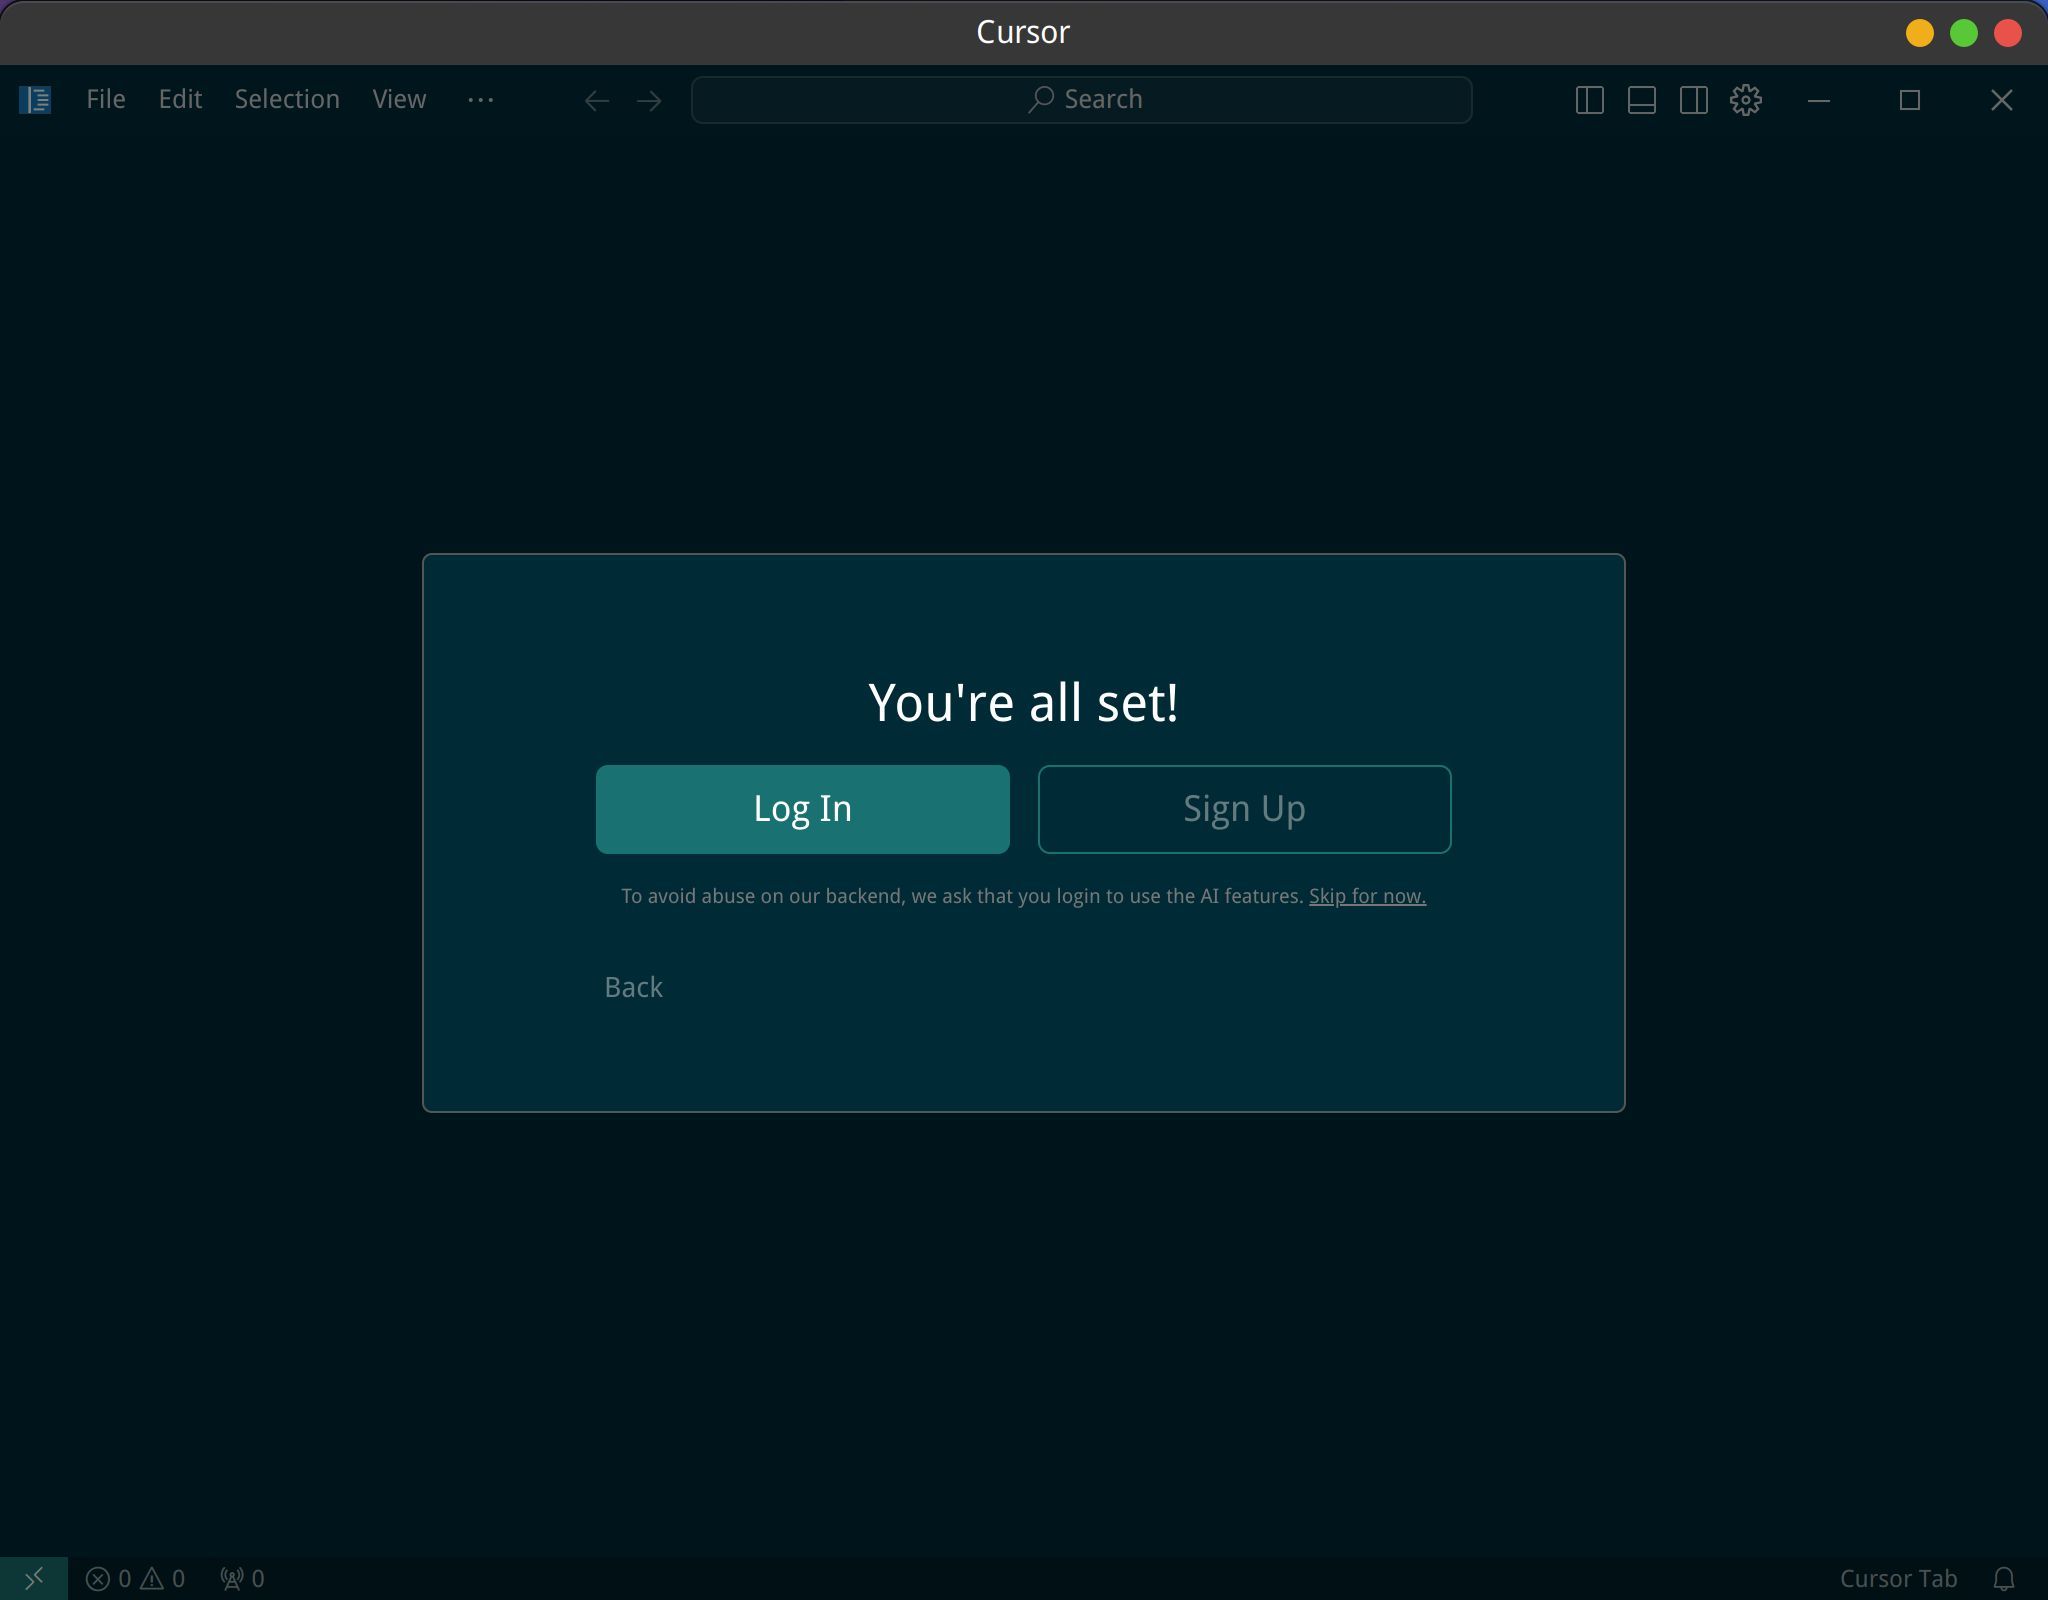 Cursor
File Edit Selection View ... Search
You're all set!
Log In Sign Up
To avoid abuse on our backend, we ask that you login to use the AI features. Skip for now.
Back
0 0 0 Cursor Tab